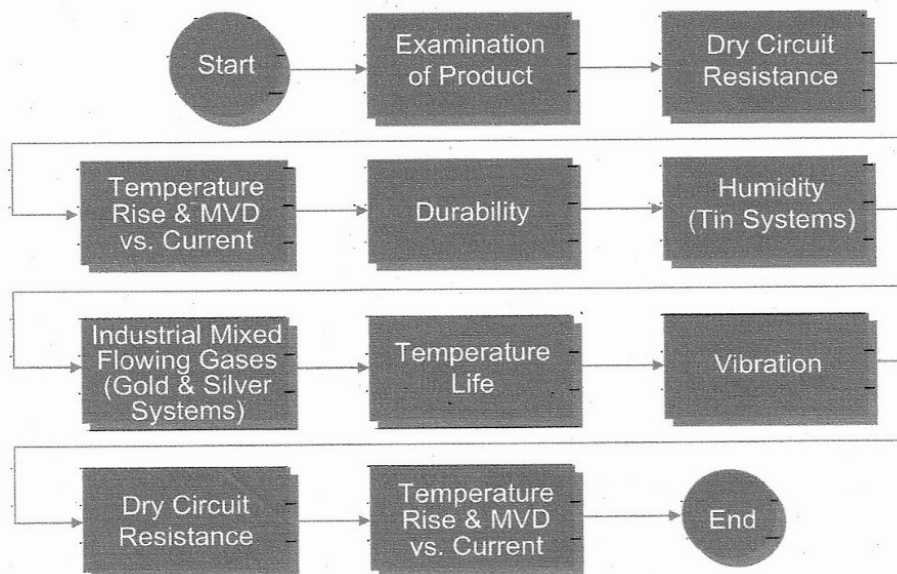 Start
Examination
of Product
Dry Circuit
Resistance
Temperature
Rise & MVD
vs. Current
Durability
Humidity
(Tin Systems)
Industrial Mixed
Flowing Gases
(Gold & Silver
Systems)
Temperature
Life
Vibration
Dry Circuit
Resistance
Temperature
Rise & MVD
vs. Current
End